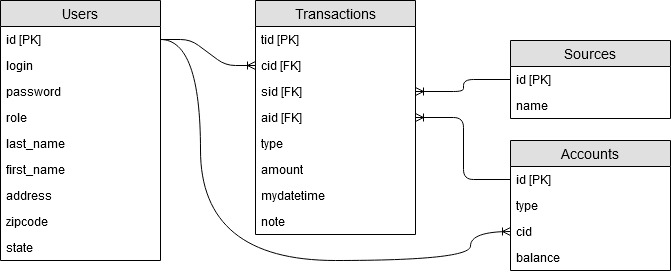 Users
id [PK]
login
password
role
last_name
first_name
address
zipcode
state
Transactions
tid [PK]
cid [FK]
sid [FK]
aid [FK]
type
amount
mydatetime
note
Sources
id [PK]
name
Accounts
id [PK]
type
cid
balance